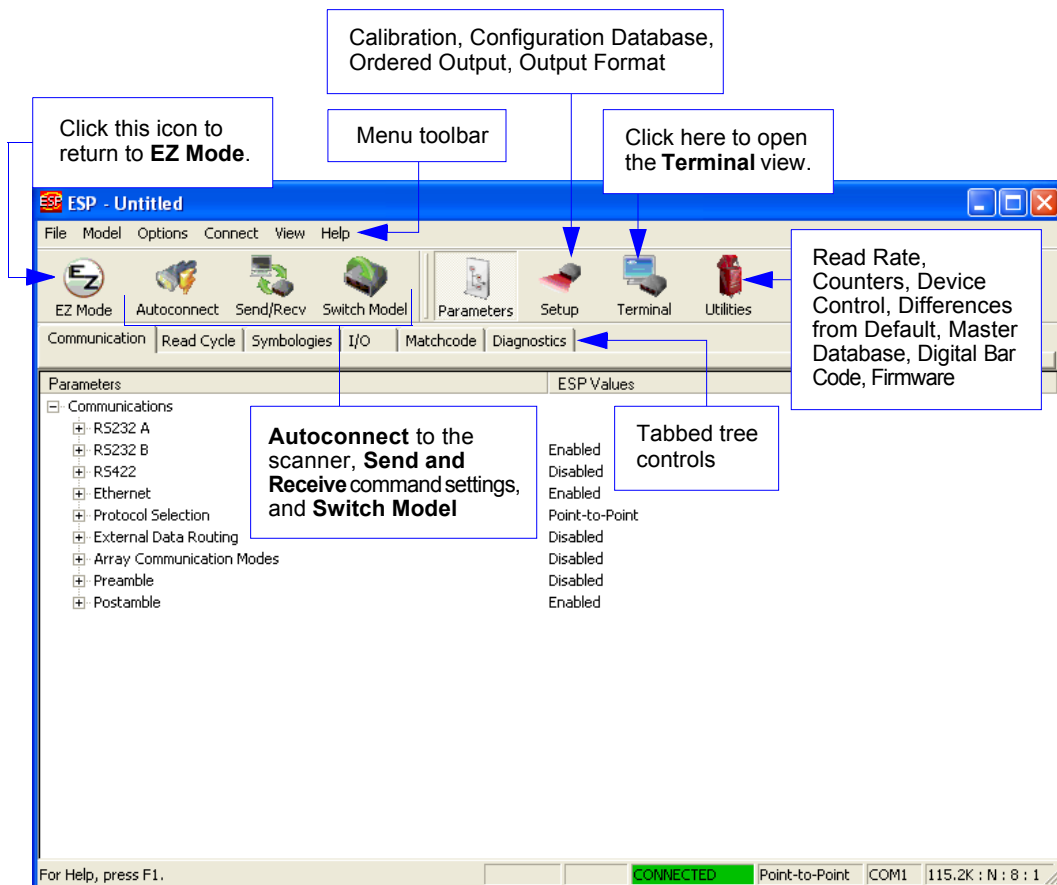 Calibration, Configuration Database,
Ordered Output, Output Format
Click this icon to
return to EZ Mode.
Menu toolbar
Click here to open
the Terminal view.
ESP - Untitled
File Model Options Connect View Help
Read Rate,
Counters, Device
Control, Differences
from Default, Master
Database, Digital Bar
Code, Firmware
EZ Mode Autoconnect Send/Recv Switch Model Parameters Setup Terminal Utilities
Communication Read Cycle Symbologies I/O Matchcode Diagnostics
Parameters ESP Values
Communications
RS232 A
RS232 B Enabled
RS422 Disabled
Ethernet Enabled
Protocol Selection Point-to-Point
External Data Routing Disabled
Array Communication Modes Disabled
Preamble Disabled
Postamble Enabled
Autoconnect to the
scanner, Send and
Receive command settings,
and Switch Model
Tabbed tree
controls
For Help, press F1. CONNECTED Point-to-Point COM1 115.2K : N : 8 : 1